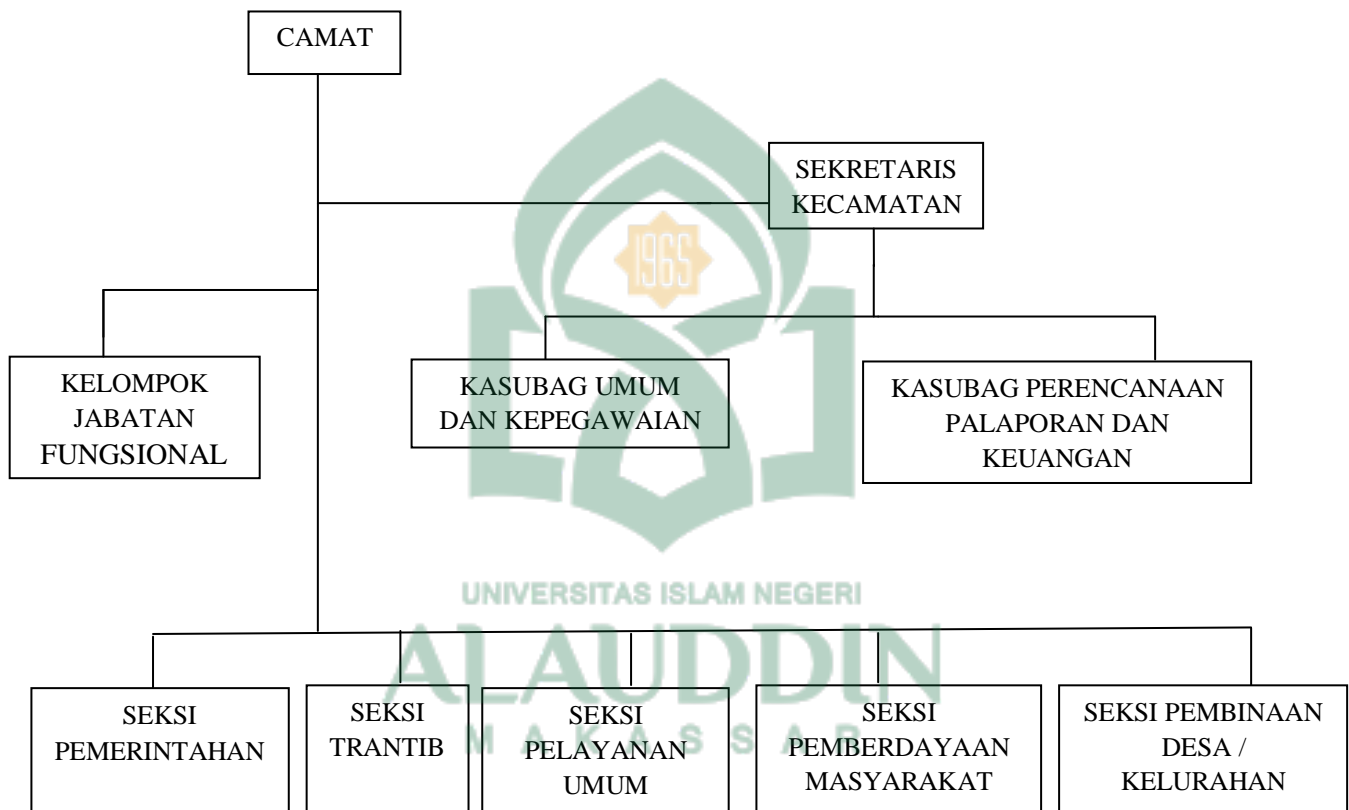 CAMAT
SEKRETARIS
KECAMATAN
1965
KELOMPOK
JABATAN
FUNGSIONAL
KASUBAG UMUM
DAN KEPEGAWAIAN
KASUBAG PERENCANAAN
PALAPORAN DAN
KEUANGAN
UNIVERSITAS ISLAM NEGERI
ALAUDDIN
MAKASSAR
SEKSI
PEMERINTAHAN
SEKSI
TRANTIB
SEKSI
PELAYANAN
UMUM
SEKSI
PEMBERDAYAAN
MASYARAKAT
SEKSI PEMBINAAN
DESA /
KELURAHAN